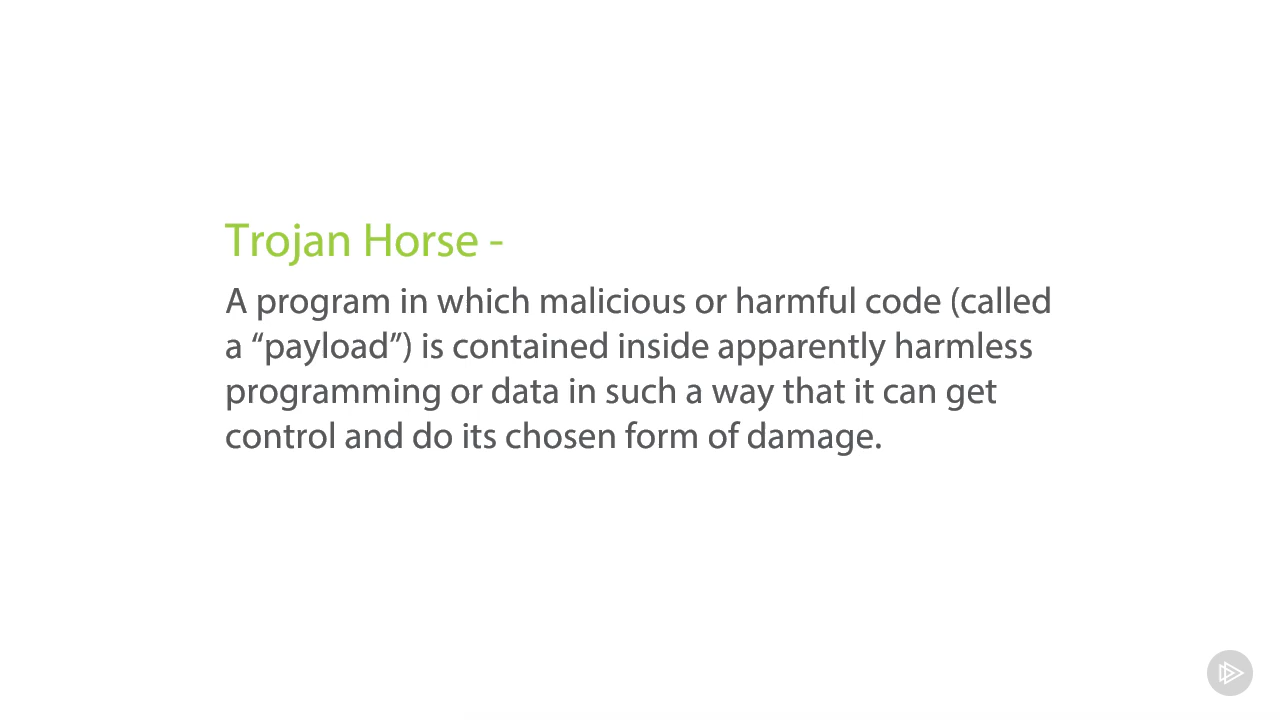 Trojan Horse -
A program in which malicious or harmful code (called
a “payload”) is contained inside apparently harmless
programming or data in such a way that it can get
control and do its chosen form of damage.